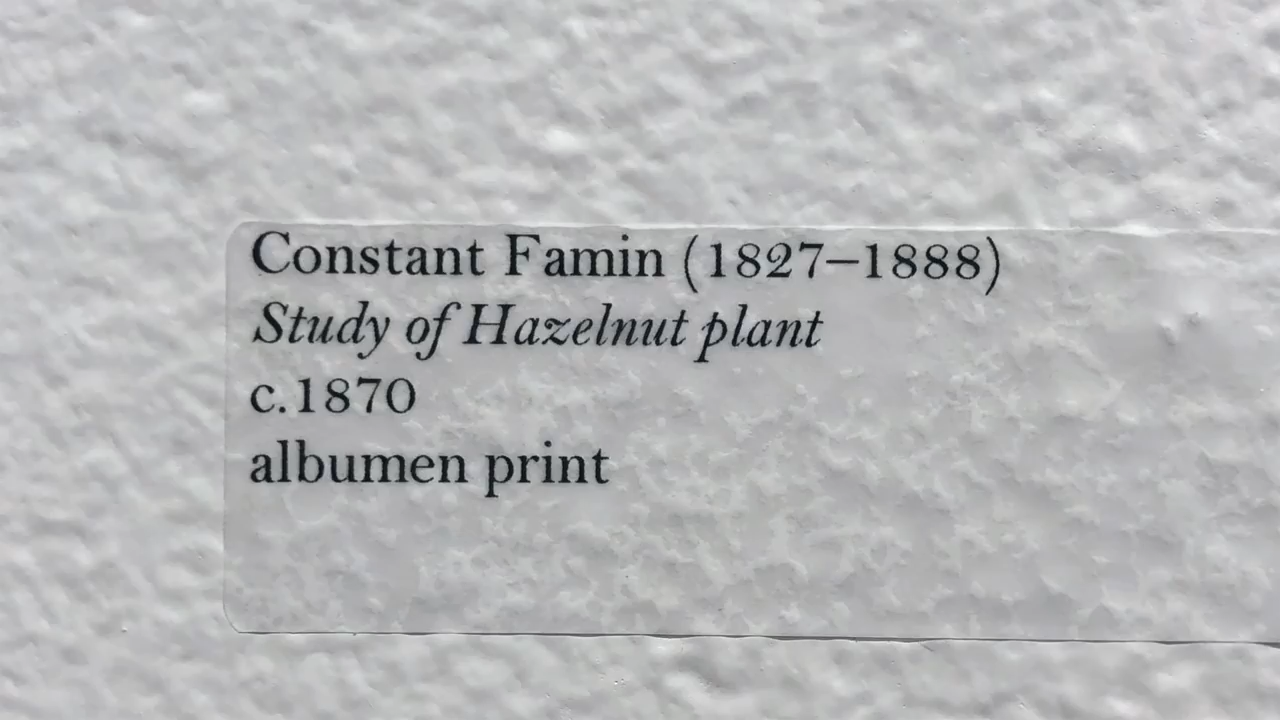 Constant Famin (1827–1888)
Study of Hazelnut plant
c.1870
albumen print